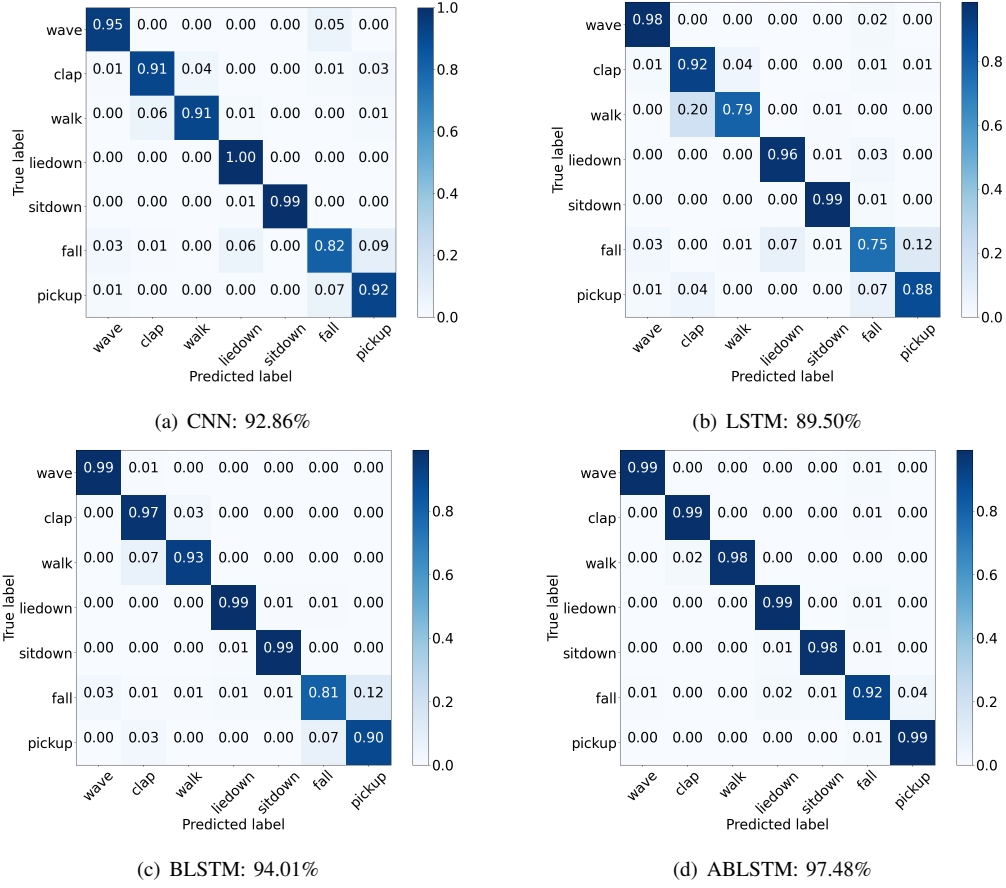 wave 0.95 0.00 0.00 0.00 0.00 0.05 0.00
clap 0.01 0.91 0.04 0.00 0.00 0.01 0.03
walk 0.00 0.06 0.91 0.01 0.00 0.00 0.01
liedown 0.00 0.00 0.00 1.00 0.00 0.00 0.00
sitdown 0.00 0.00 0.00 0.01 0.99 0.00 0.00
fall 0.03 0.01 0.00 0.06 0.00 0.82 0.09
pickup 0.01 0.00 0.00 0.00 0.00 0.07 0.92
True label
wave clap walk liedown sitdown fall pickup
Predicted label
1.0
0.8
0.6
0.4
0.2
0.0
(a) CNN: 92.86%
wave 0.98 0.00 0.00 0.00 0.00 0.02 0.00
clap 0.01 0.92 0.04 0.00 0.00 0.01 0.01
walk 0.00 0.20 0.79 0.00 0.01 0.00 0.00
liedown 0.00 0.00 0.00 0.96 0.01 0.03 0.00
sitdown 0.00 0.00 0.00 0.00 0.99 0.01 0.00
fall 0.03 0.00 0.01 0.07 0.01 0.75 0.12
pickup 0.01 0.04 0.00 0.00 0.00 0.07 0.88
True label
wave clap walk liedown sitdown fall pickup
Predicted label
0.8
0.6
0.4
0.2
0.0
(b) LSTM: 89.50%
wave 0.99 0.01 0.00 0.00 0.00 0.00 0.00
clap 0.00 0.97 0.03 0.00 0.00 0.00 0.00
walk 0.00 0.07 0.93 0.00 0.00 0.00 0.00
liedown 0.00 0.00 0.00 0.99 0.01 0.01 0.00
sitdown 0.00 0.00 0.00 0.01 0.99 0.00 0.00
fall 0.03 0.01 0.01 0.01 0.01 0.81 0.12
pickup 0.00 0.03 0.00 0.00 0.00 0.07 0.90
True label
wave clap walk liedown sitdown fall pickup
Predicted label
0.8
0.6
0.4
0.2
0.0
(c) BLSTM: 94.01%
wave 0.99 0.00 0.00 0.00 0.00 0.01 0.00
clap 0.00 0.99 0.00 0.00 0.00 0.01 0.00
walk 0.00 0.02 0.98 0.00 0.00 0.00 0.00
liedown 0.00 0.00 0.00 0.99 0.00 0.01 0.00
sitdown 0.00 0.00 0.00 0.01 0.98 0.01 0.00
fall 0.01 0.00 0.00 0.02 0.01 0.92 0.04
pickup 0.00 0.00 0.00 0.00 0.00 0.01 0.99
True label
wave clap walk liedown sitdown fall pickup
Predicted label
0.8
0.6
0.4
0.2
0.0
(d) ABLSTM: 97.48%